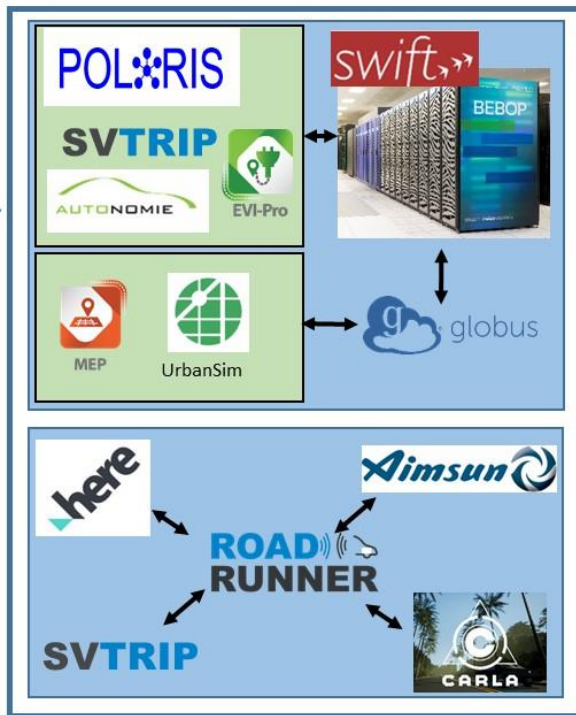 POLARIS
SVTRIP
AUTONOMIE
EVI-Pro
swift
BEBOP
MEP
UrbanSim
g globus
here
Aimsun
ROAD
RUNNER
SVTRIP
C
CARLA